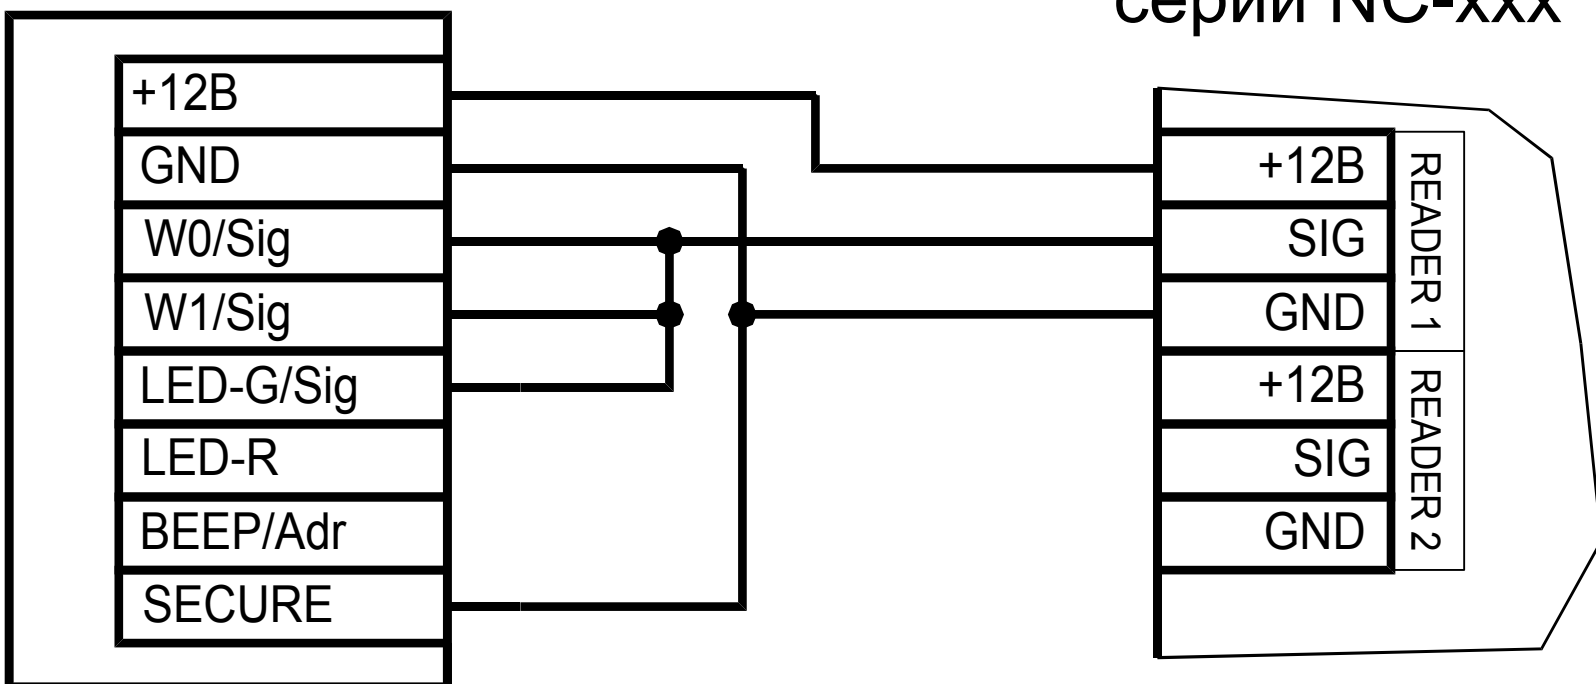 серии NC-xxx
+12В
GND
W0/Sig
W1/Sig
LED-G/Sig
LED-R
BEEP/Adr
SECURE
+12В
SIG
GND
+12В
SIG
GND
READER 1
READER 2